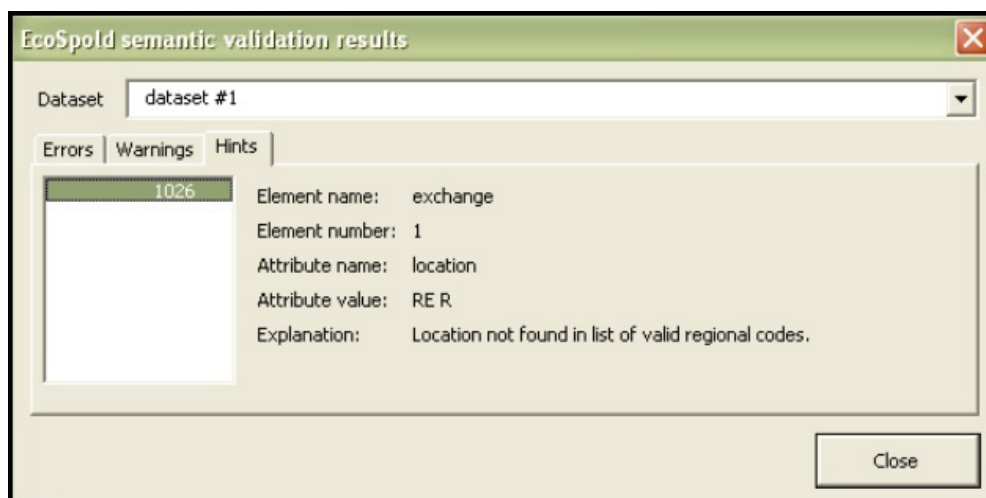 EcoSpold semantic validation results
Dataset dataset #1
Errors Warnings Hints
1026
Element name: exchange
Element number: 1
Attribute name: location
Attribute value: RE R
Explanation: Location not found in list of valid regional codes.
Close